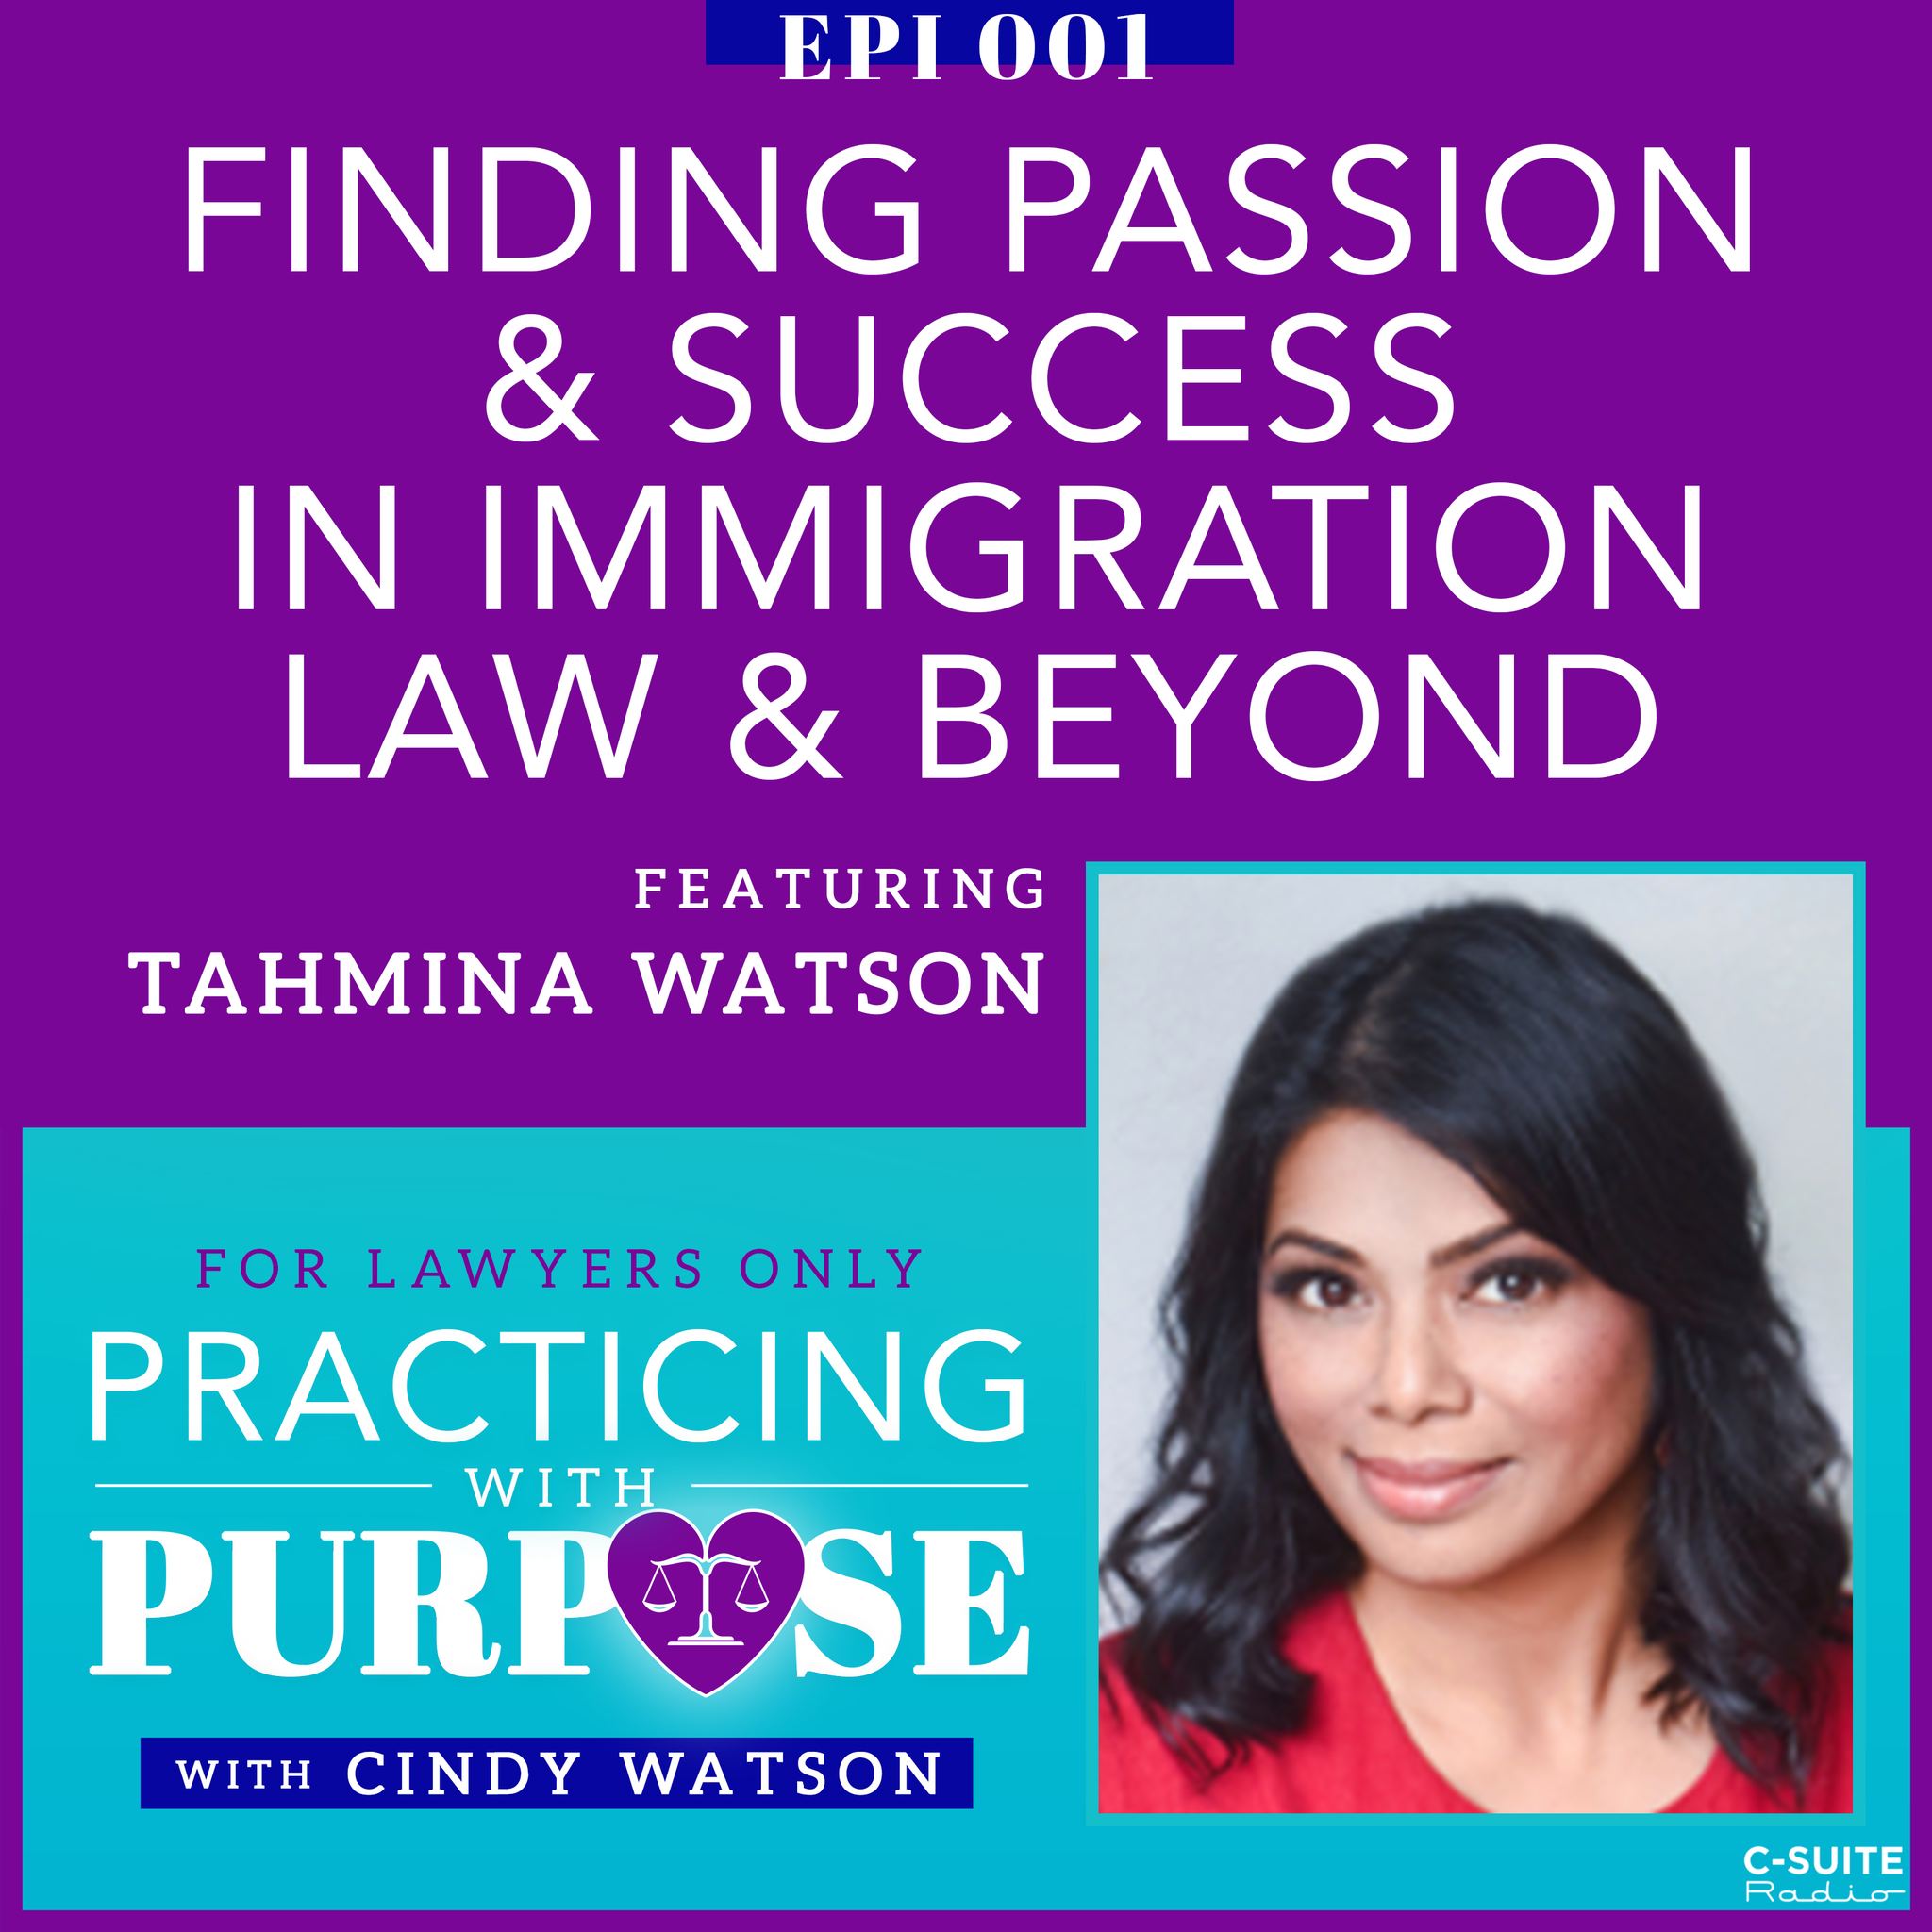 EPI 001
FINDING PASSION
& SUCCESS
IN IMMIGRATION
LAW & BEYOND
FEATURING
TAHMINA WATSON
FOR LAWYERS ONLY
PRACTICING
WITH
PURPOSE
WITH CINDY WATSON
C-SUITE
Radio